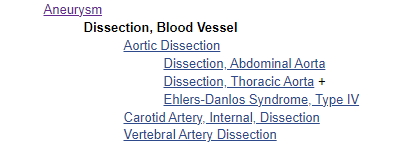 Aneurysm
Dissection, Blood Vessel
Aortic Dissection
Dissection, Abdominal Aorta
Dissection, Thoracic Aorta +
Ehlers-Danlos Syndrome, Type IV
Carotid Artery, Internal, Dissection
Vertebral Artery Dissection